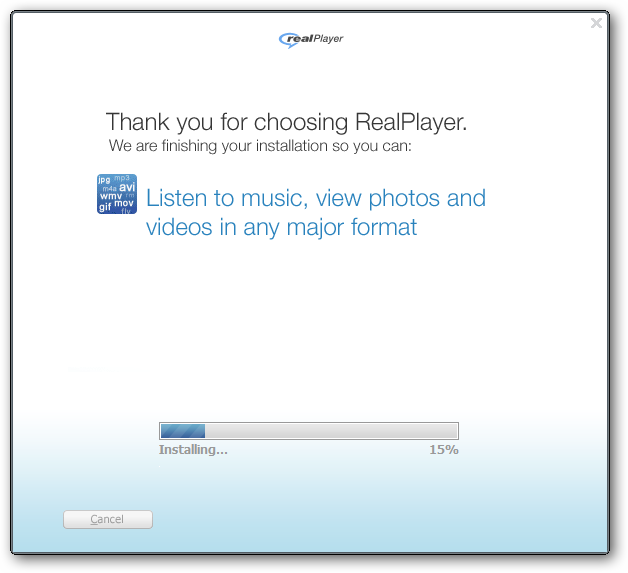 realPlayer
Thank you for choosing RealPlayer.
We are finishing your installation so you can:
jpg mp3
m4a avi
wmv rm
gif mov
flv
Listen to music, view photos and
videos in any major format
Installing... 15%
Cancel